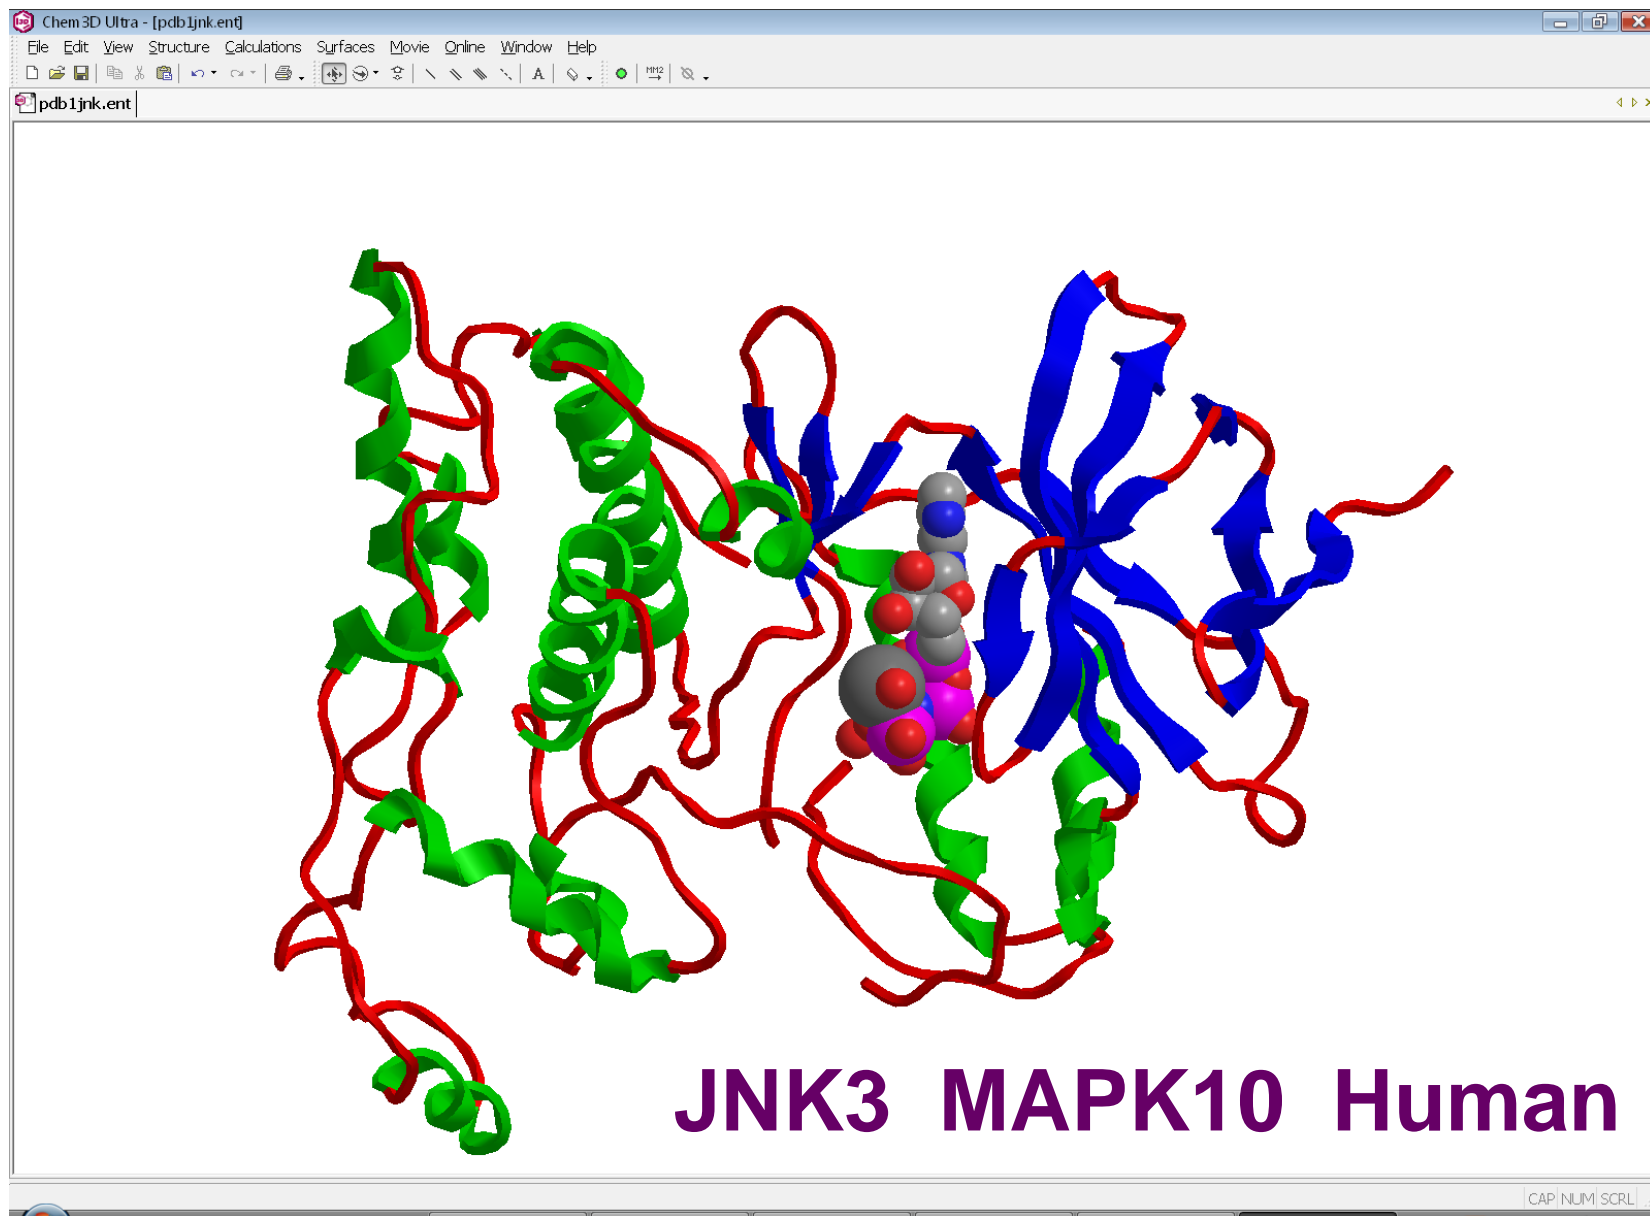 Chem3D Ultra - [pdb1jnk.ent]
File Edit View Structure Calculations Surfaces Movie Online Window Help
A MM2
pdb1jnk.ent
JNK3 MAPK10 Human
CAP NUM SCRL